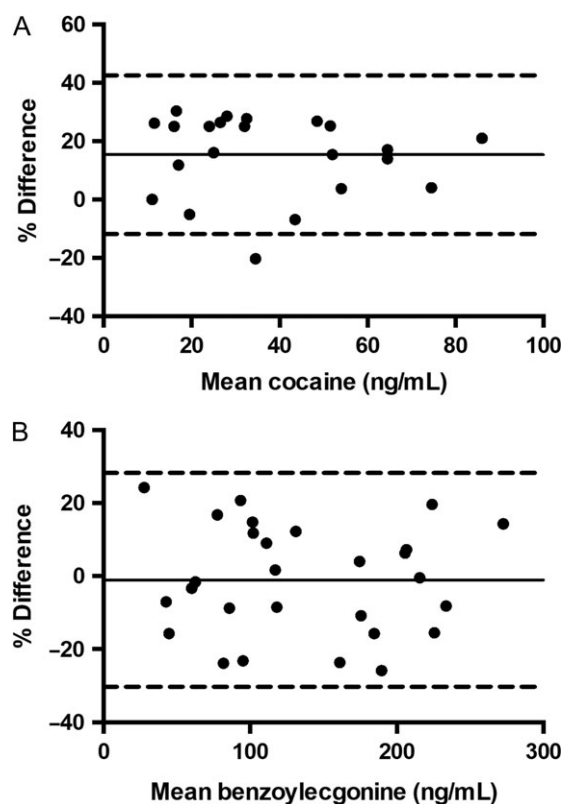 A
% Difference
60
40
20
0
−20
−40
0 20 40 60 80 100
Mean cocaine (ng/mL)
B
% Difference
40
20
0
−20
−40
0 100 200 300
Mean benzoylecgonine (ng/mL)